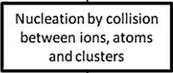 Nucleation by collision
between ions, atoms
and clusters